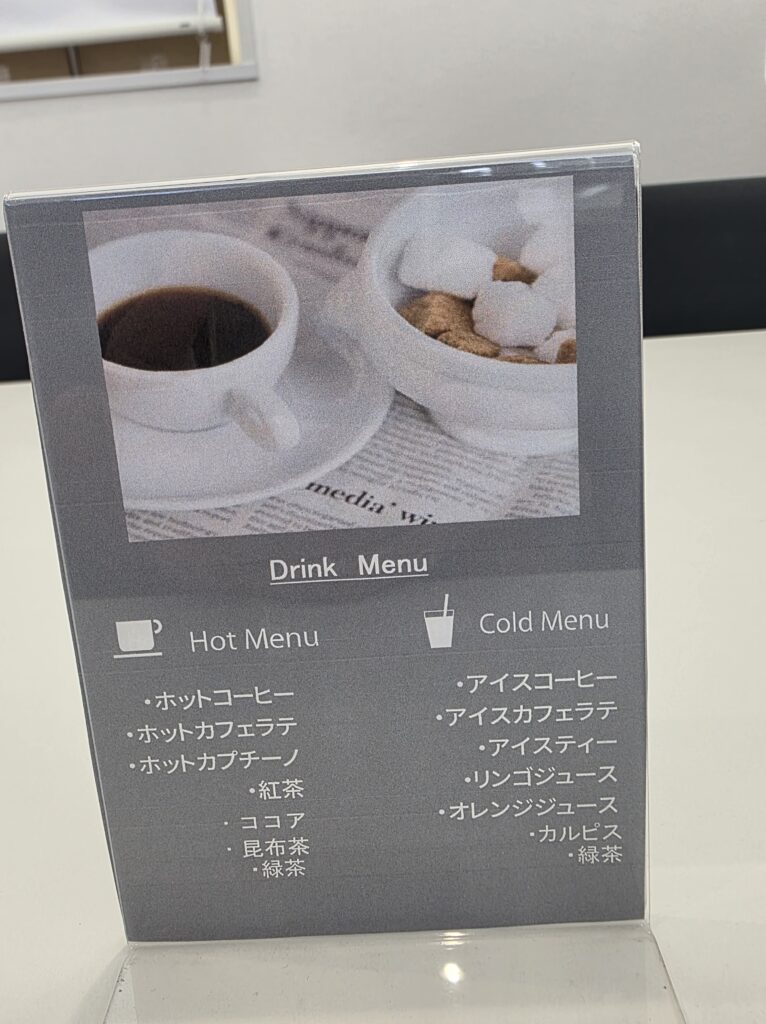 media' wi
Drink Menu
Hot Menu
・ホットコーヒー
・ホットカフェラテ
・ホットカプチーノ
・紅茶
・ココア
・昆布茶
・緑茶
Cold Menu
・アイスコーヒー
・アイスカフェラテ
・アイスティー
・リンゴジュース
・オレンジジュース
・カルピス
・緑茶